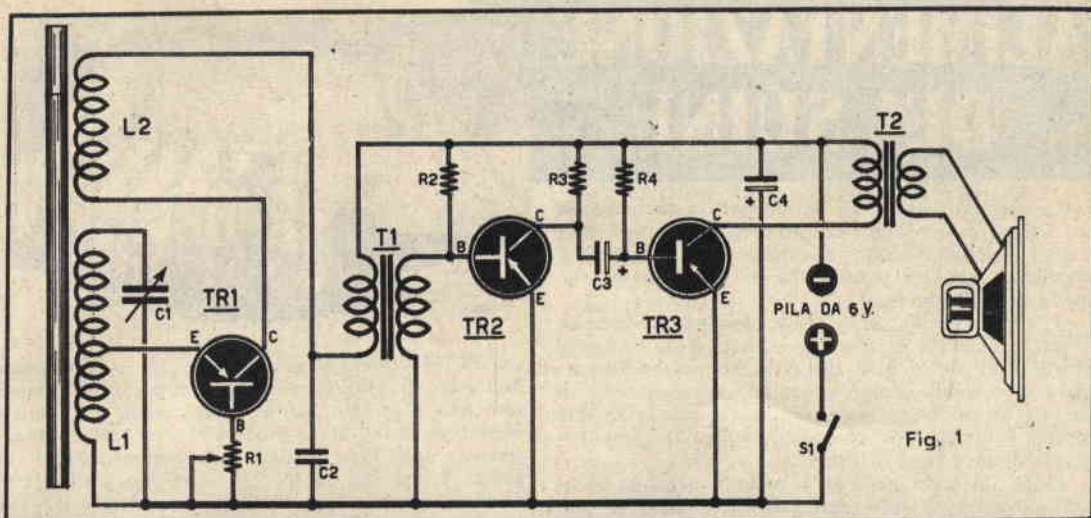 L2
L1
C1
TR1
E
C
B
R1
C2
T1
R2
B
C
E
TR2
R3
C3
+
R4
B
C
E
TR3
+
C4
-
PILA DA 6 V.
+
S1
T2
Fig. 1